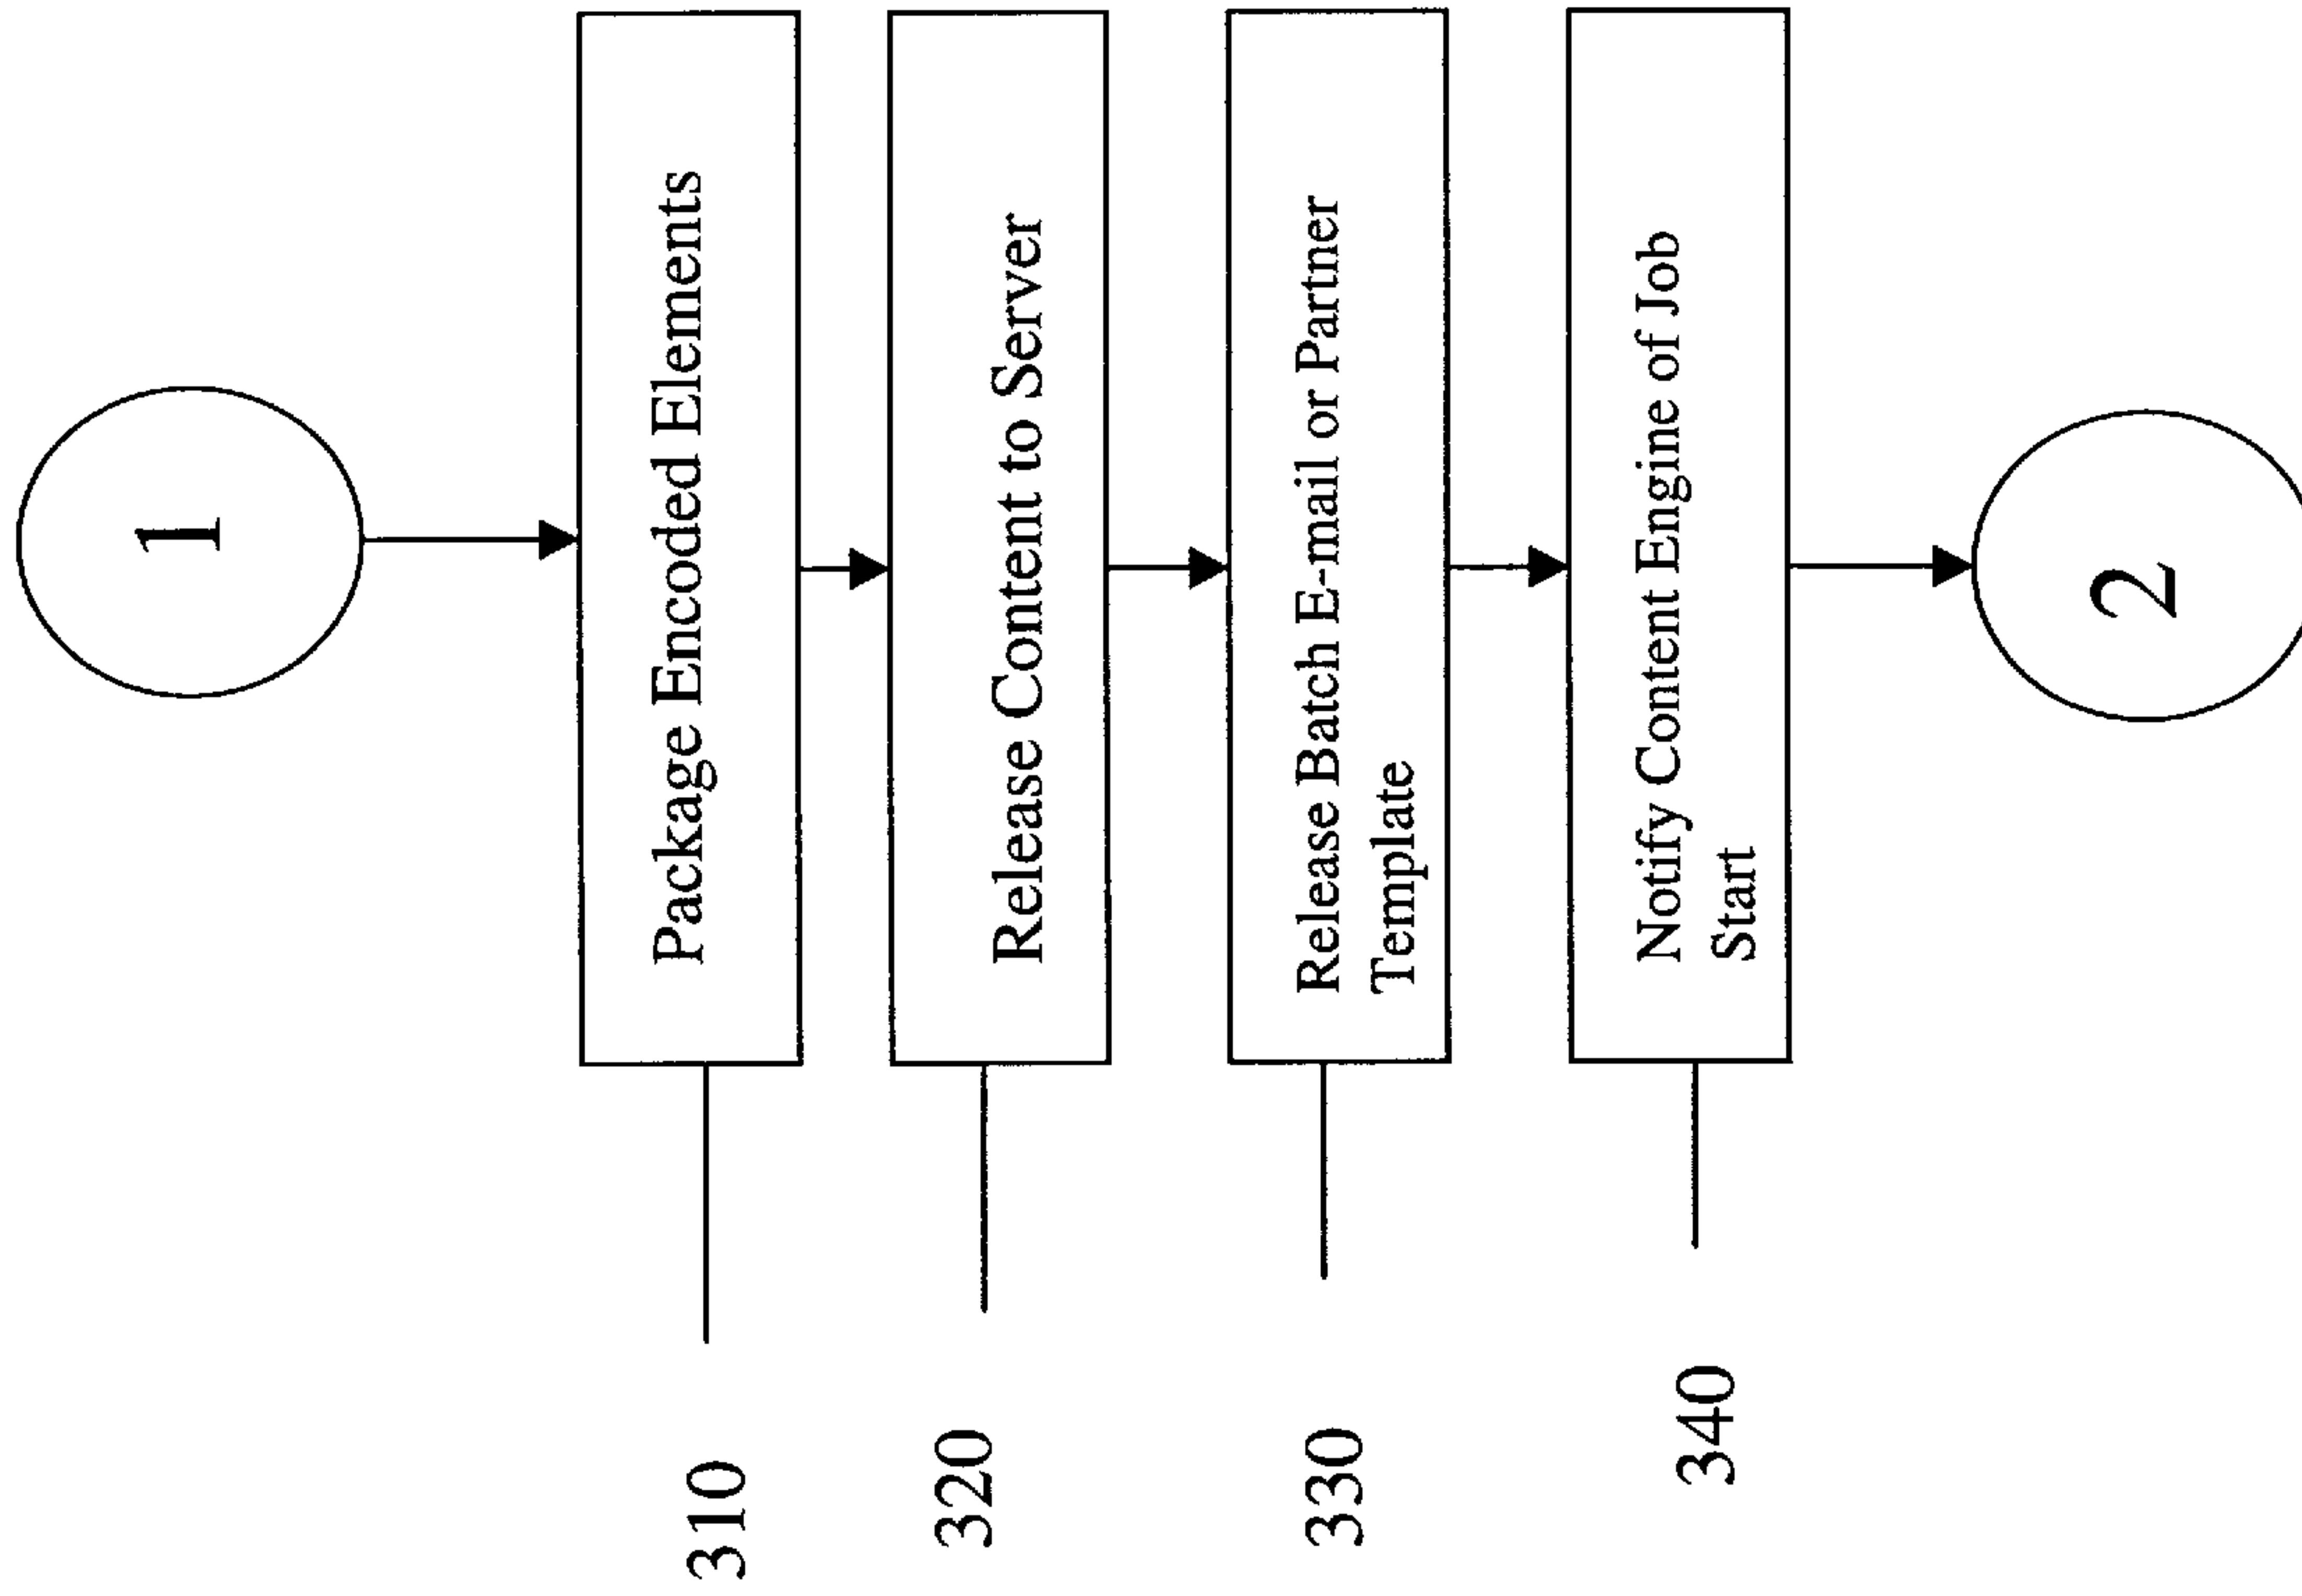 1
310
Package Encoded Elements
320
Release Content to Server
330
Release Batch E-mail or Partner
Template
340
Notify Content Engine of Job
Start
2